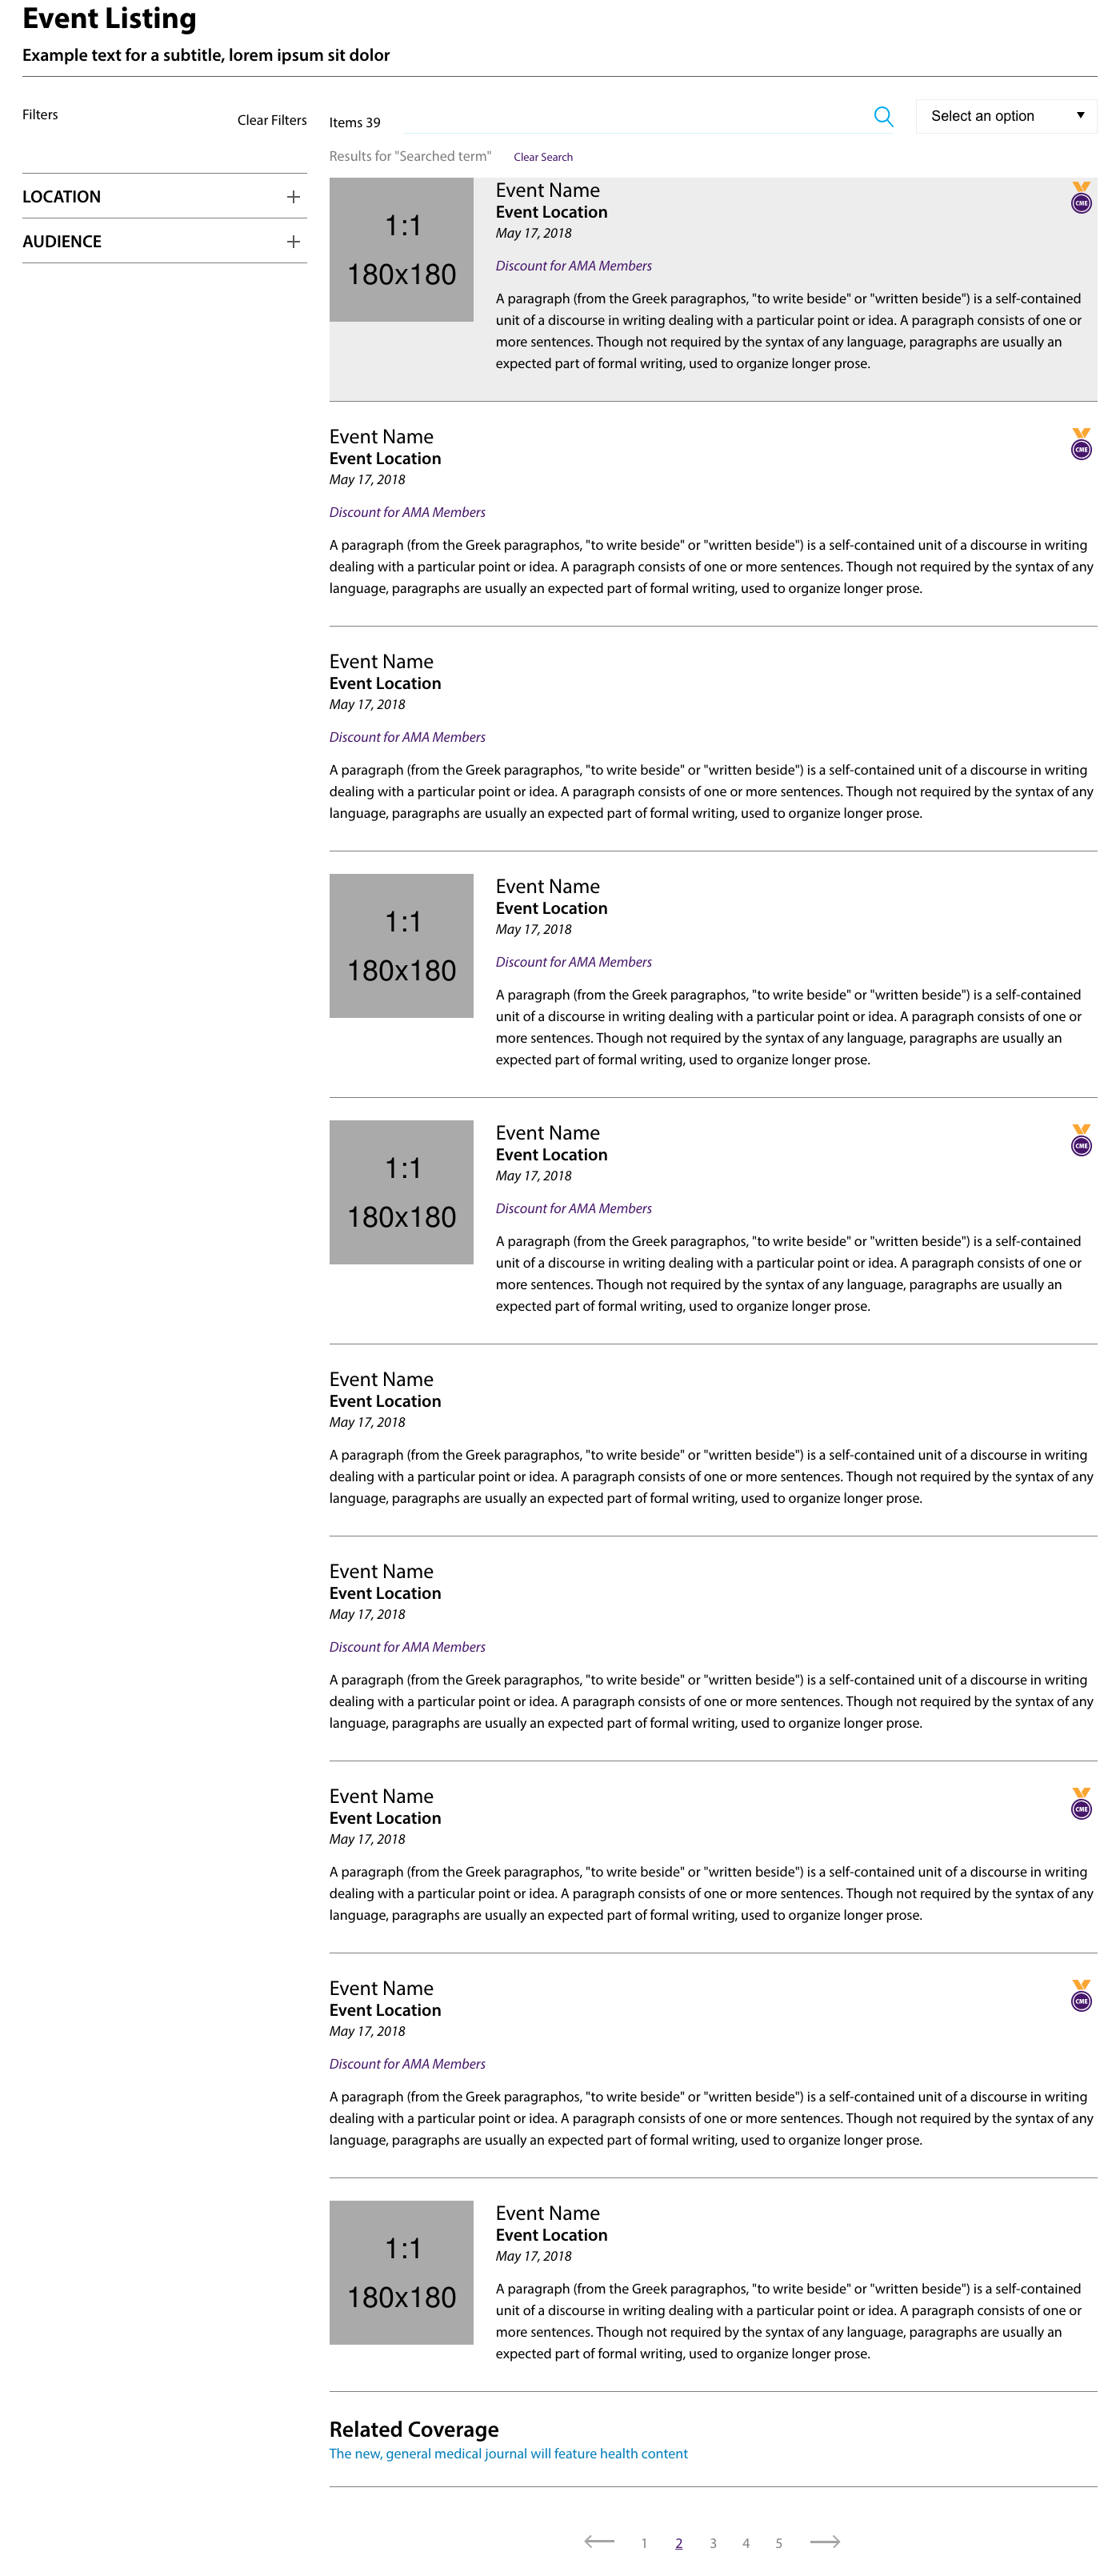 Event Listing
Example text for a subtitle, lorem ipsum sit dolor
Filters
Clear Filters
LOCATION
AUDIENCE
Items 39
Select an option
Results for "Searched term" Clear Search
1:1
180x180
Event Name
CME
Event Location
May 17, 2018
Discount for AMA Members
A paragraph (from the Greek paragraphos, "to write beside" or "written beside") is a self-contained
unit of a discourse in writing dealing with a particular point or idea. A paragraph consists of one or
more sentences. Though not required by the syntax of any language, paragraphs are usually an
expected part of formal writing, used to organize longer prose.
Event Name
CME
Event Location
May 17, 2018
Discount for AMA Members
A paragraph (from the Greek paragraphos, "to write beside" or "written beside") is a self-contained unit of a discourse in writing
dealing with a particular point or idea. A paragraph consists of one or more sentences. Though not required by the syntax of any
language, paragraphs are usually an expected part of formal writing, used to organize longer prose.
Event Name
Event Location
May 17, 2018
Discount for AMA Members
A paragraph (from the Greek paragraphos, "to write beside" or "written beside") is a self-contained unit of a discourse in writing
dealing with a particular point or idea. A paragraph consists of one or more sentences. Though not required by the syntax of any
language, paragraphs are usually an expected part of formal writing, used to organize longer prose.
1:1
180x180
Event Name
Event Location
May 17, 2018
Discount for AMA Members
A paragraph (from the Greek paragraphos, "to write beside" or "written beside") is a self-contained
unit of a discourse in writing dealing with a particular point or idea. A paragraph consists of one or
more sentences. Though not required by the syntax of any language, paragraphs are usually an
expected part of formal writing, used to organize longer prose.
1:1
180x180
Event Name
CME
Event Location
May 17, 2018
Discount for AMA Members
A paragraph (from the Greek paragraphos, "to write beside" or "written beside") is a self-contained
unit of a discourse in writing dealing with a particular point or idea. A paragraph consists of one or
more sentences. Though not required by the syntax of any language, paragraphs are usually an
expected part of formal writing, used to organize longer prose.
Event Name
Event Location
May 17, 2018
A paragraph (from the Greek paragraphos, "to write beside" or "written beside") is a self-contained unit of a discourse in writing
dealing with a particular point or idea. A paragraph consists of one or more sentences. Though not required by the syntax of any
language, paragraphs are usually an expected part of formal writing, used to organize longer prose.
Event Name
Event Location
May 17, 2018
Discount for AMA Members
A paragraph (from the Greek paragraphos, "to write beside" or "written beside") is a self-contained unit of a discourse in writing
dealing with a particular point or idea. A paragraph consists of one or more sentences. Though not required by the syntax of any
language, paragraphs are usually an expected part of formal writing, used to organize longer prose.
Event Name
CME
Event Location
May 17, 2018
A paragraph (from the Greek paragraphos, "to write beside" or "written beside") is a self-contained unit of a discourse in writing
dealing with a particular point or idea. A paragraph consists of one or more sentences. Though not required by the syntax of any
language, paragraphs are usually an expected part of formal writing, used to organize longer prose.
Event Name
CME
Event Location
May 17, 2018
Discount for AMA Members
A paragraph (from the Greek paragraphos, "to write beside" or "written beside") is a self-contained unit of a discourse in writing
dealing with a particular point or idea. A paragraph consists of one or more sentences. Though not required by the syntax of any
language, paragraphs are usually an expected part of formal writing, used to organize longer prose.
1:1
180x180
Event Name
Event Location
May 17, 2018
A paragraph (from the Greek paragraphos, "to write beside" or "written beside") is a self-contained
unit of a discourse in writing dealing with a particular point or idea. A paragraph consists of one or
more sentences. Though not required by the syntax of any language, paragraphs are usually an
expected part of formal writing, used to organize longer prose.
Related Coverage
The new, general medical journal will feature health content
1 2 3 4 5